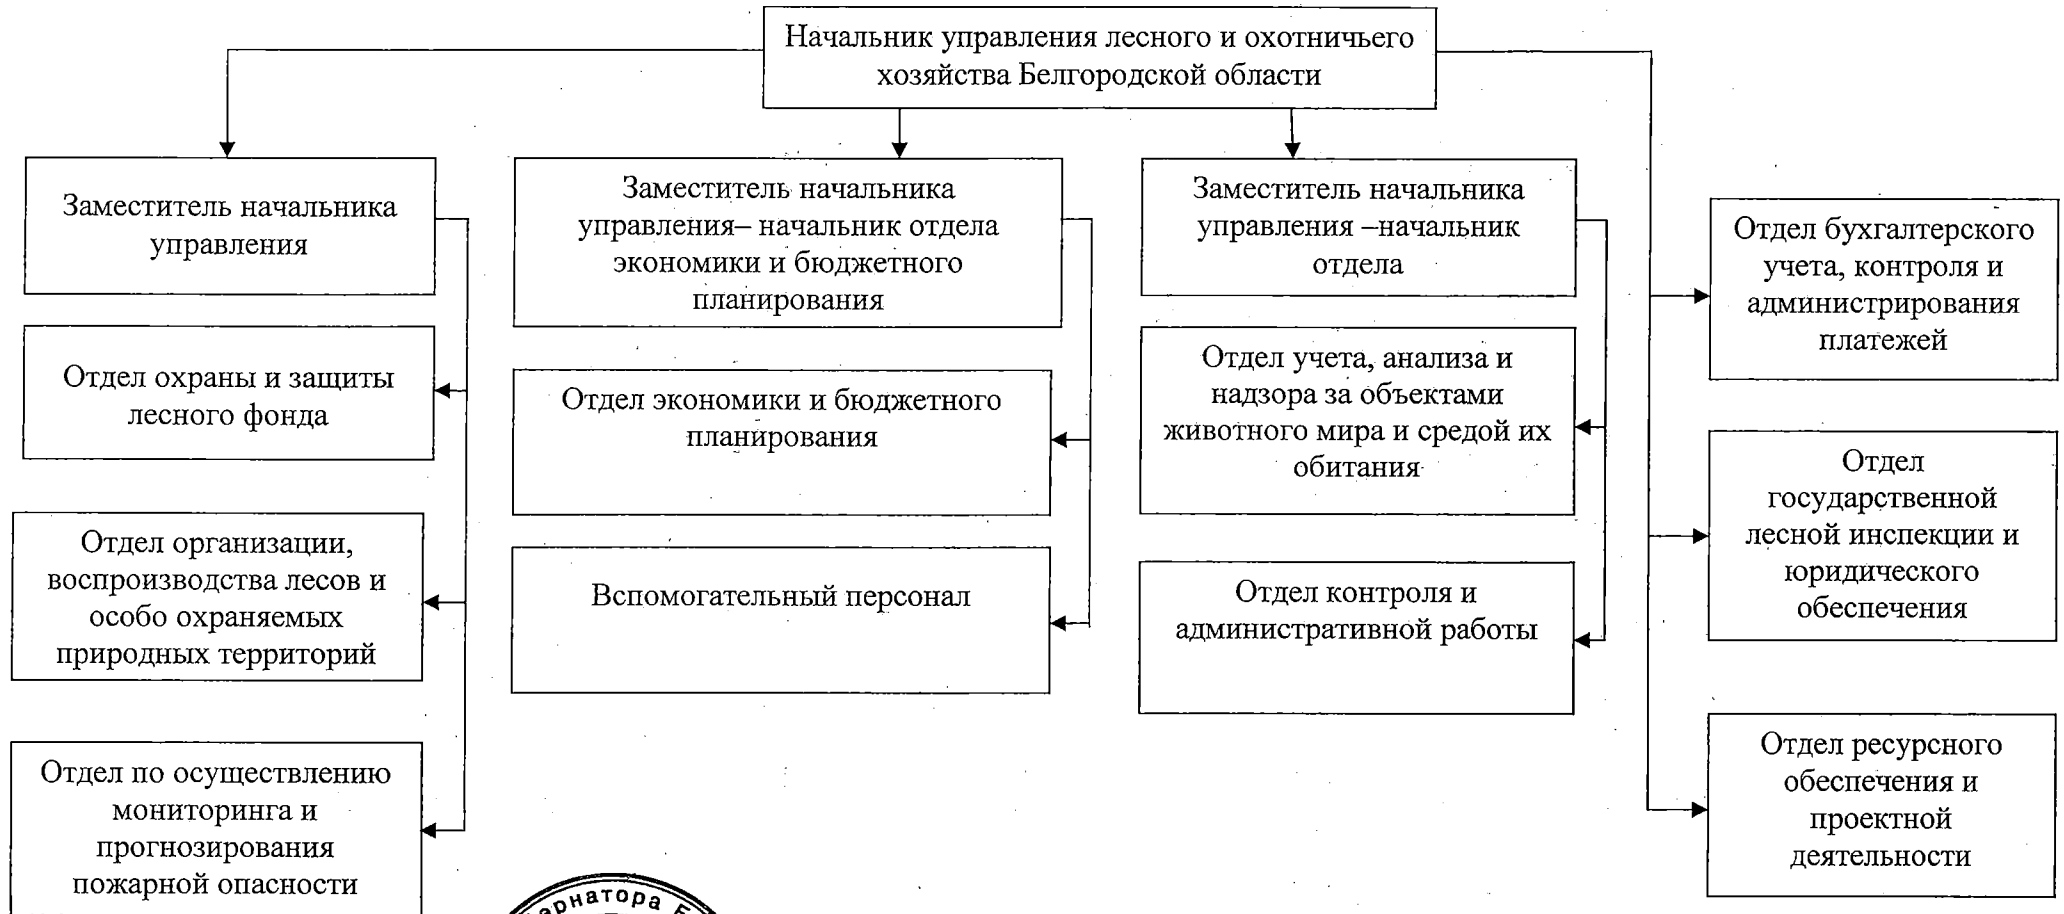 Начальник управления лесного и охотничьего
хозяйства Белгородской области
Заместитель начальника
управления
Отдел охраны и защиты
лесного фонда
Отдел организации,
воспроизводства лесов и
особо охраняемых
природных территорий
Отдел по осуществлению
мониторинга и
прогнозирования
пожарной опасности
Заместитель начальника
управления– начальник отдела
экономики и бюджетного
планирования
Отдел экономики и бюджетного
планирования
Вспомогательный персонал
Заместитель начальника
управления –начальник
отдела
Отдел учета, анализа и
надзора за объектами
животного мира и средой их
обитания
Отдел контроля и
административной работы
Отдел бухгалтерского
учета, контроля и
администрирования
платежей
Отдел
государственной
лесной инспекции и
юридического
обеспечения
Отдел ресурсного
обеспечения и
проектной
деятельности